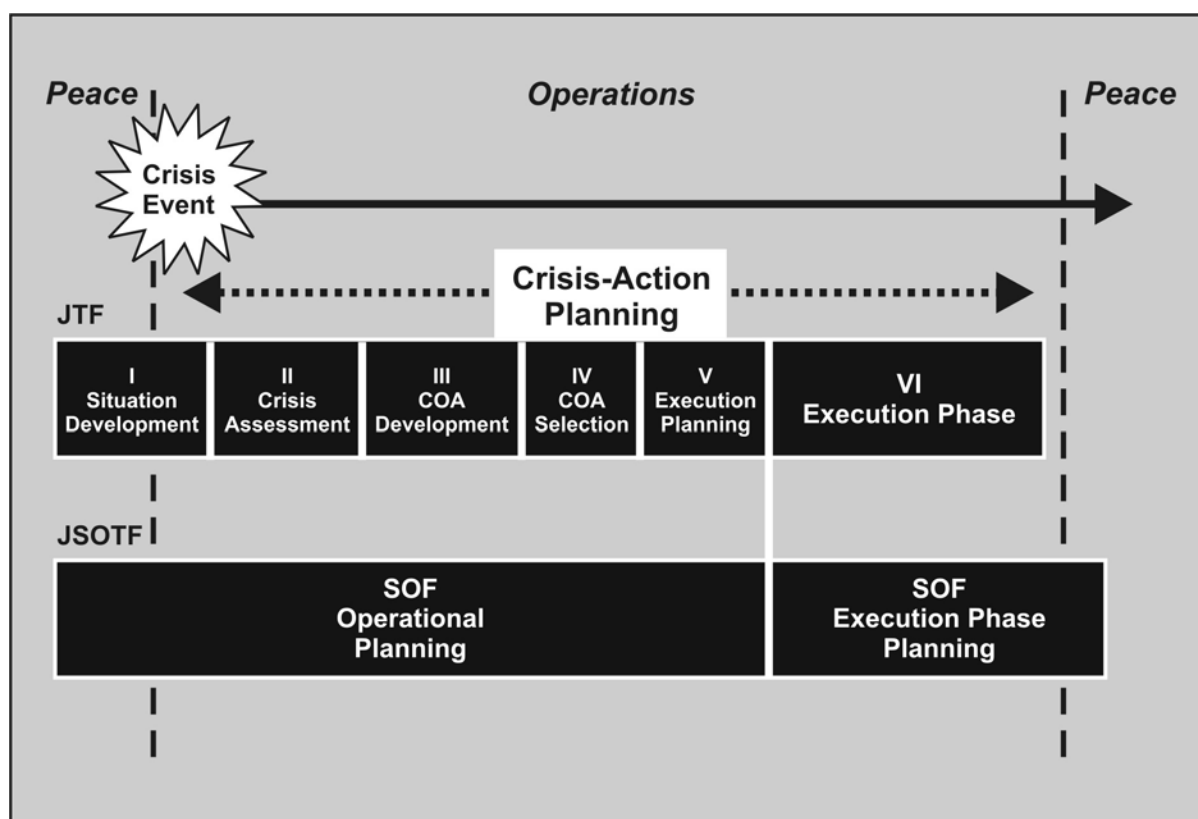 Peace
Operations
Peace
Crisis
Event
Crisis-Action
Planning
JTF
I
Situation
Development
II
Crisis
Assessment
III
COA
Development
IV
COA
Selection
V
Execution
Planning
VI
Execution Phase
JSOTF
SOF
Operational
Planning
SOF
Execution Phase
Planning